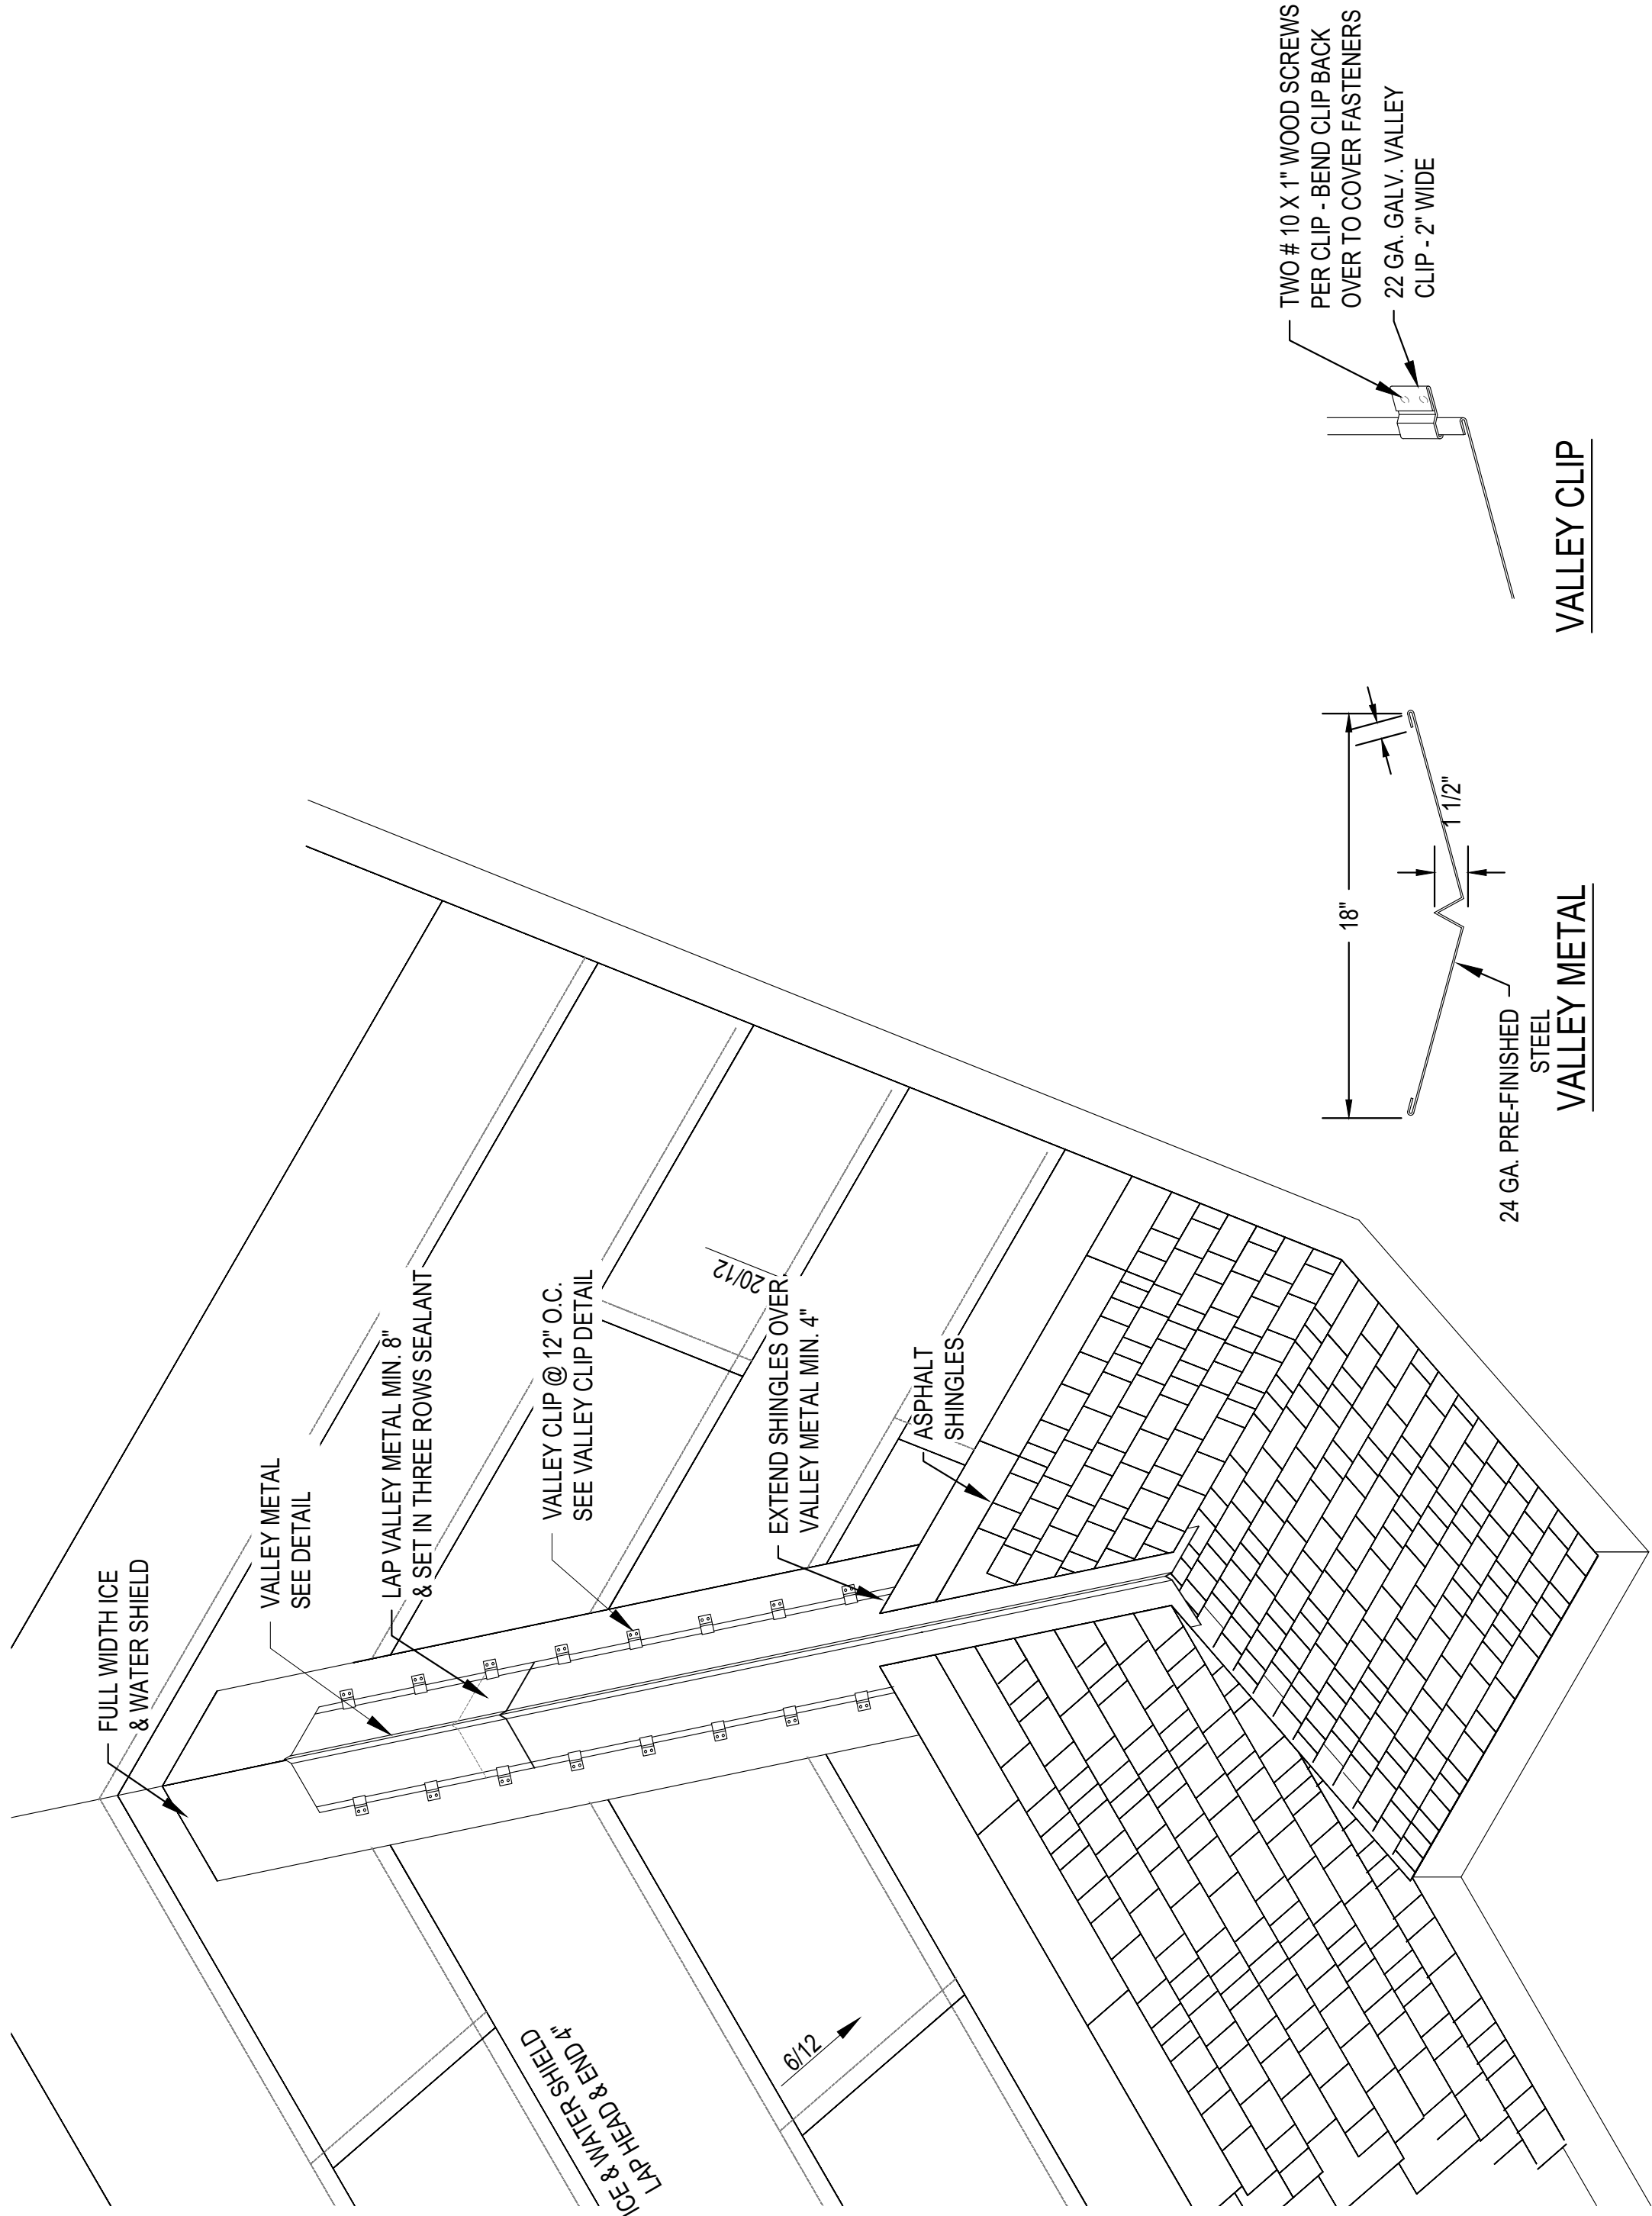 FULL WIDTH ICE
& WATER SHIELD
VALLEY METAL
SEE DETAIL
LAP VALLEY METAL MIN. 8"
& SET IN THREE ROWS SEALANT
VALLEY CLIP @ 12" O.C.
SEE VALLEY CLIP DETAIL
20/12
EXTEND SHINGLES OVER
VALLEY METAL MIN. 4"
ASPHALT
SHINGLES
ICE & WATER SHIELD
LAP HEAD & END 4"
6/12
18"
1 1/2"
24 GA. PRE-FINISHED
STEEL
VALLEY METAL
TWO # 10 X 1" WOOD SCREWS
PER CLIP - BEND CLIP BACK
OVER TO COVER FASTENERS
22 GA. GALV. VALLEY
CLIP - 2" WIDE
VALLEY CLIP